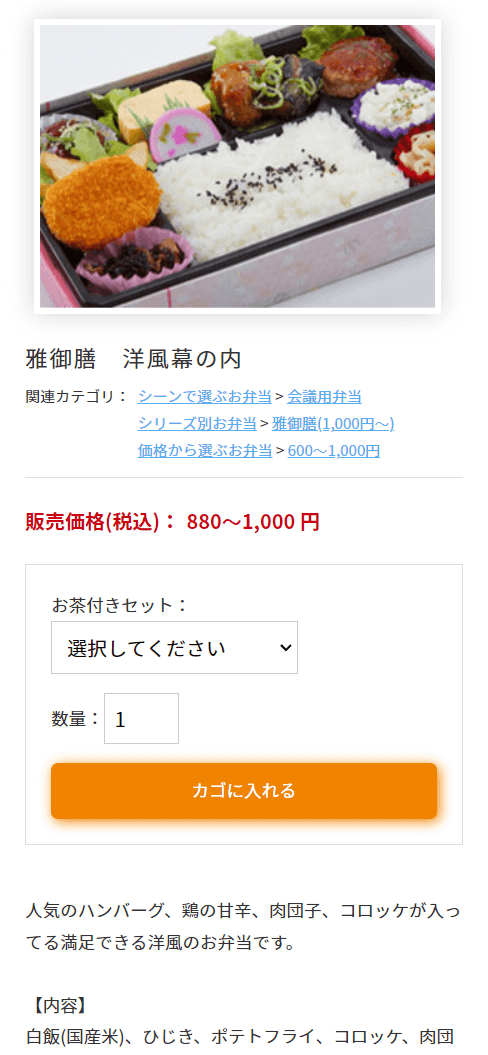 雅御膳　洋風幕の内
関連カテゴリ： シーンで選ぶお弁当 > 会議用弁当
シリーズ別お弁当 > 雅御膳(1,000円～)
価格から選ぶお弁当 > 600～1,000円
販売価格(税込)： 880～1,000 円
お茶付きセット：
選択してください
数量： 1
カゴに入れる
人気のハンバーグ、鶏の甘辛、肉団子、コロッケが入っ
てる満足できる洋風のお弁当です。
【内容】
白飯(国産米)、ひじき、ポテトフライ、コロッケ、肉団